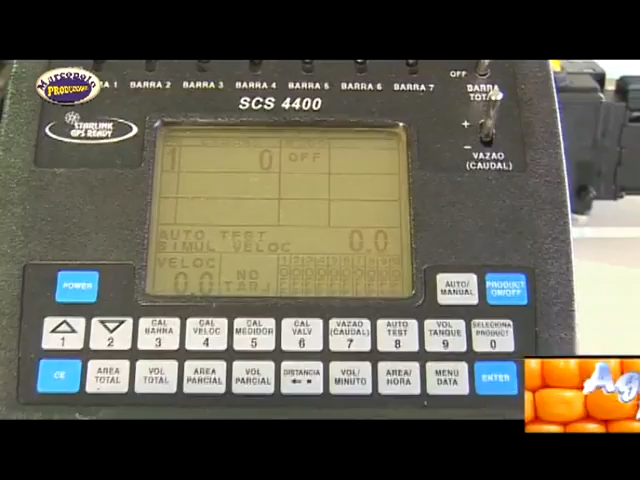 Marcopolo
PRODUÇÕES
1 BARRA 2 BARRA 3 BARRA 4 BARRA 5 BARRA 6 BARRA 7
OFF
BARRA
SCS 4400
STARLINK
GPS READY
+
-
VAZAO
(CAUDAL)
1 0 OFF
AUTO TEST
SIMUL VELOC 0.0
VELOC
0.0 NO
POWER
AUTO/
MANUAL
PRODUCT
ON/OFF
1
2
CAL
BARRA
3
CAL
VELOC
4
CAL
MEDIDOR
5
CAL
VALV
6
VAZAO
(CAUDAL)
7
AUTO
TEST
8
VOL
TANQUE
9
SELECIONA
PRODUCT
0
CE
AREA
TOTAL
VOL
TOTAL
AREA
PARCIAL
VOL
PARCIAL
DISTANCIA
VOL/
MINUTO
AREA/
HORA
MENU
DATA
ENTER
Ag